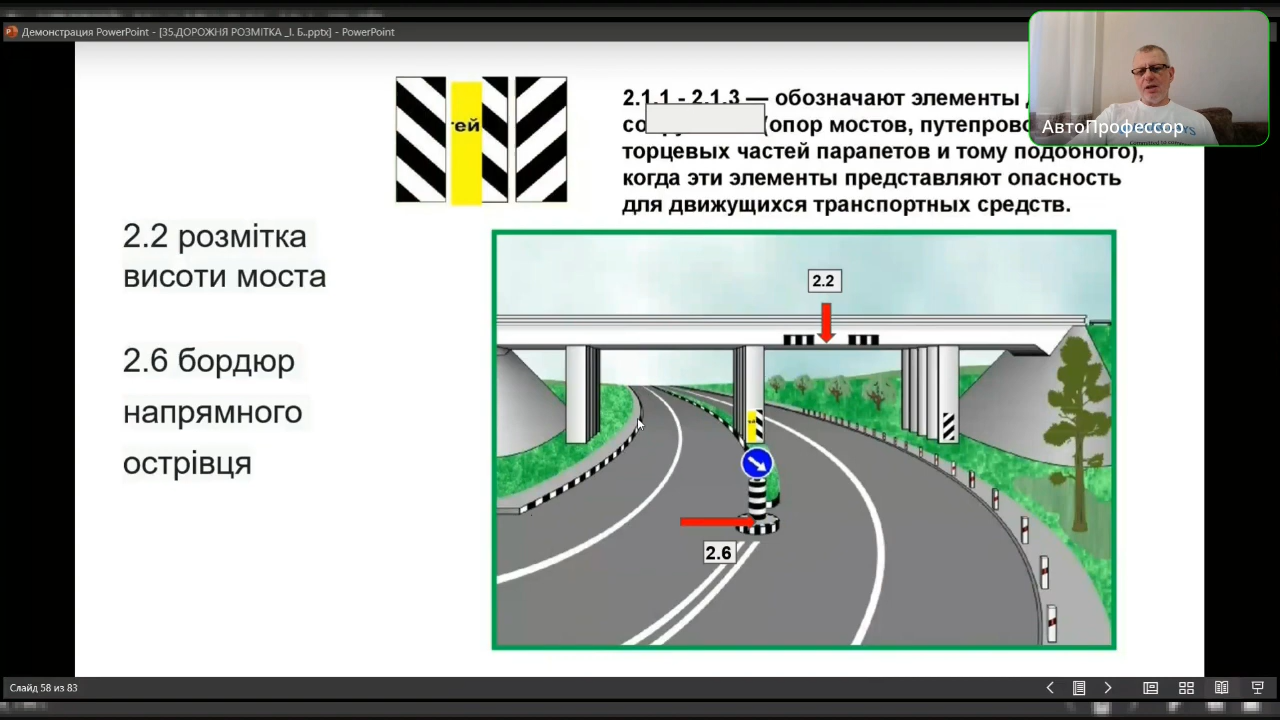 Демонстрация PowerPoint - [35.ДОРОЖНЯ РОЗМІТКА _І. Б..pptx] - PowerPoint
АвтоПрофессор
тей
2.1.1 - 2.1.3 — обозначают элементы
(опор мостов,
торцевых частей парапетов и тому подобного),
когда эти элементы представляют опасность
для движущихся транспортных средств.
2.2 розмітка
висоти моста
2.6 бордюр
напрямного
острівця
2.2
2.6
Слайд 58 из 83